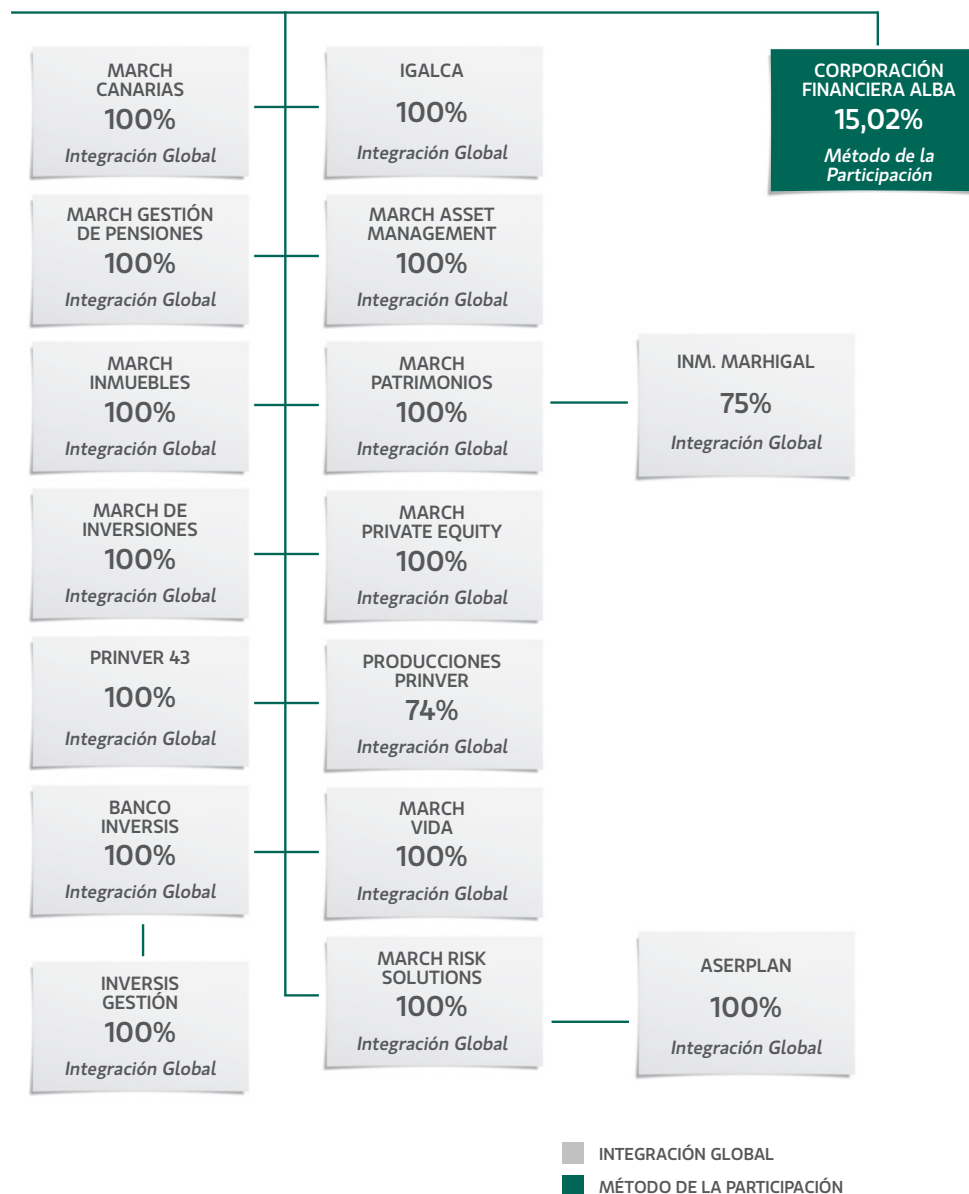 MARCH
CANARIAS
100%
Integración Global
IGALCA
100%
Integración Global
CORPORACIÓN
FINANCIERA ALBA
15,02%
Método de la
Participación
MARCH GESTIÓN
DE PENSIONES
100%
Integración Global
MARCH ASSET
MANAGEMENT
100%
Integración Global
MARCH
INMUEBLES
100%
Integración Global
MARCH
PATRIMONIOS
100%
Integración Global
INM. MARHIGAL
75%
Integración Global
MARCH DE
INVERSIONES
100%
Integración Global
MARCH
PRIVATE EQUITY
100%
Integración Global
PRINVER 43
100%
Integración Global
PRODUCCIONES
PRINVER
74%
Integración Global
BANCO
INVERSIS
100%
Integración Global
MARCH
VIDA
100%
Integración Global
INVERSIS
GESTIÓN
100%
Integración Global
MARCH RISK
SOLUTIONS
100%
Integración Global
ASERPLAN
100%
Integración Global
INTEGRACIÓN GLOBAL
MÉTODO DE LA PARTICIPACIÓN